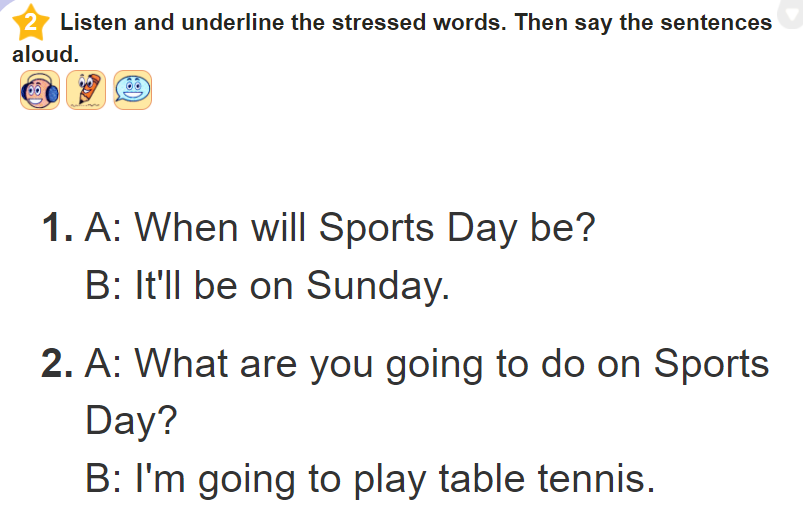 2 Listen and underline the stressed words. Then say the sentences
aloud.
1. A: When will Sports Day be?
B: It'll be on Sunday.
2. A: What are you going to do on Sports
Day?
B: I'm going to play table tennis.